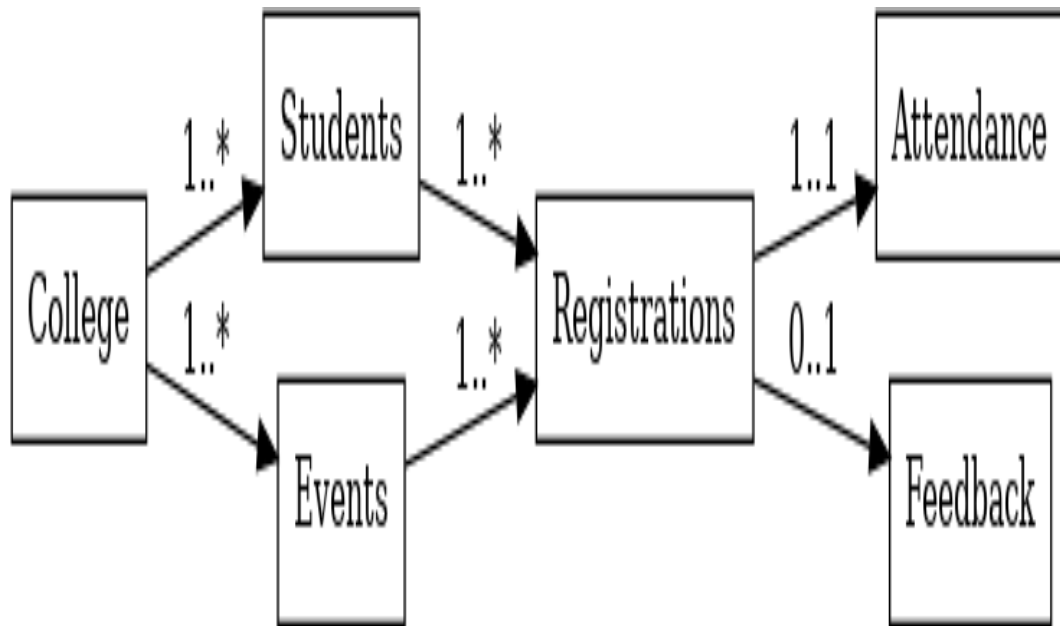 Students
Attendance
1..*
1..*
1..1
College
Registrations
1..*
1..*
0..1
Events
Feedback